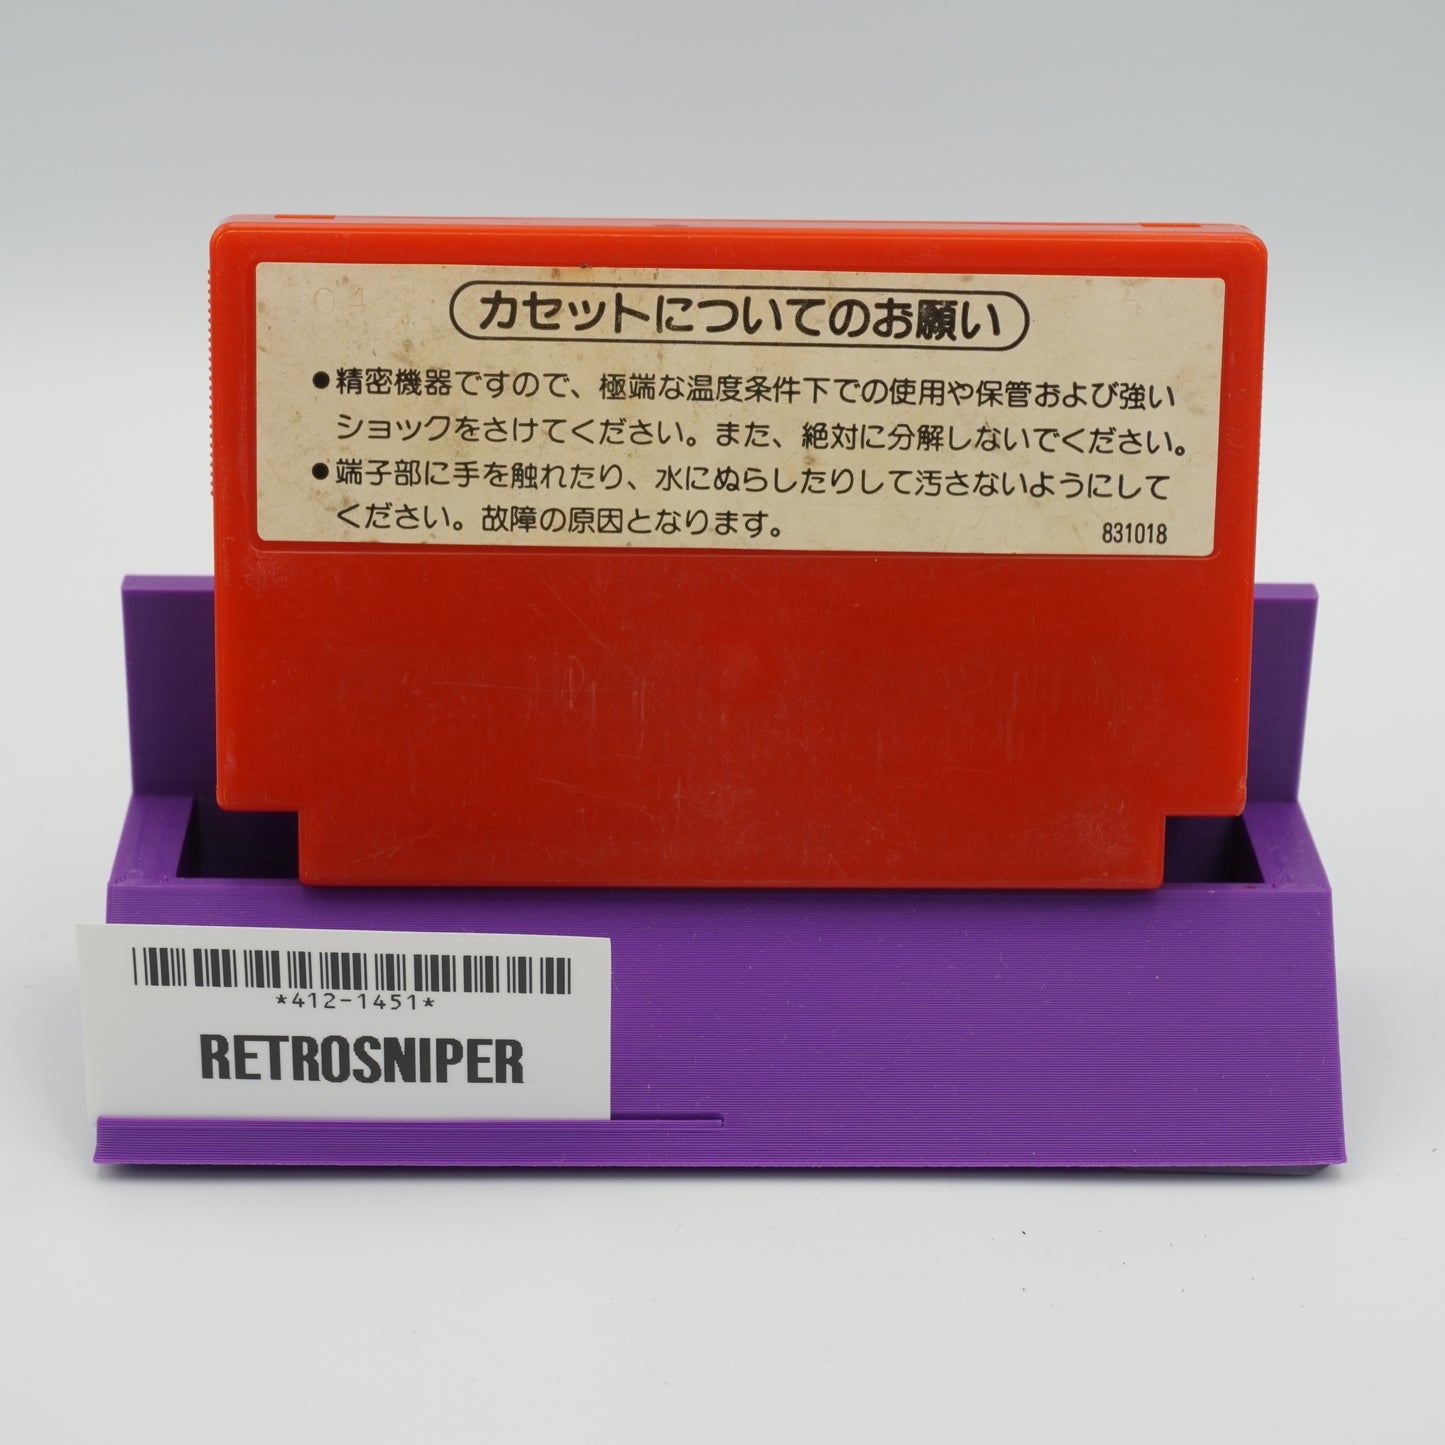 カセットについてのお願い
●精密機器ですので、極端な温度条件下での使用や保管および強い
ショックをさけてください。また、絶対に分解しないでください。
●端子部に手を触れたり、水にぬらしたりして汚さないようにして
ください。故障の原因となります。
831018
*412-1451*
RETROSNIPER